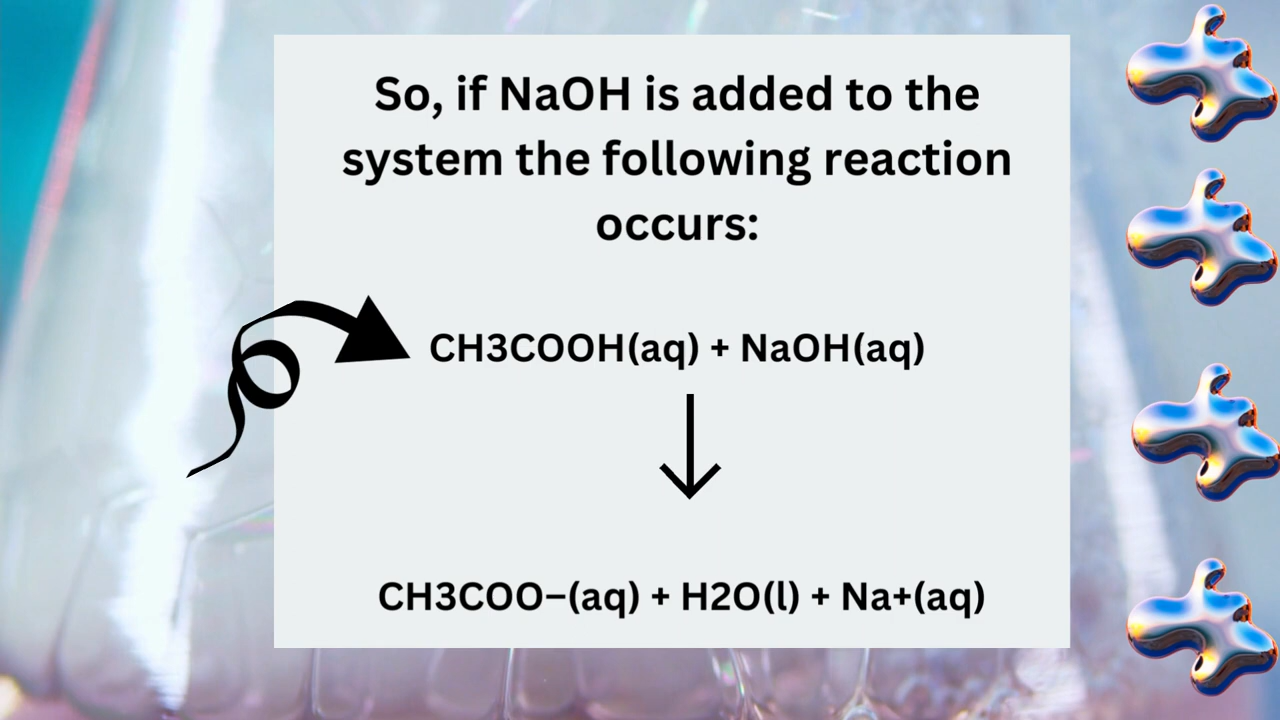 So, if NaOH is added to the
system the following reaction
occurs:
CH3COOH(aq) + NaOH(aq)
CH3COO−(aq) + H2O(l) + Na+(aq)